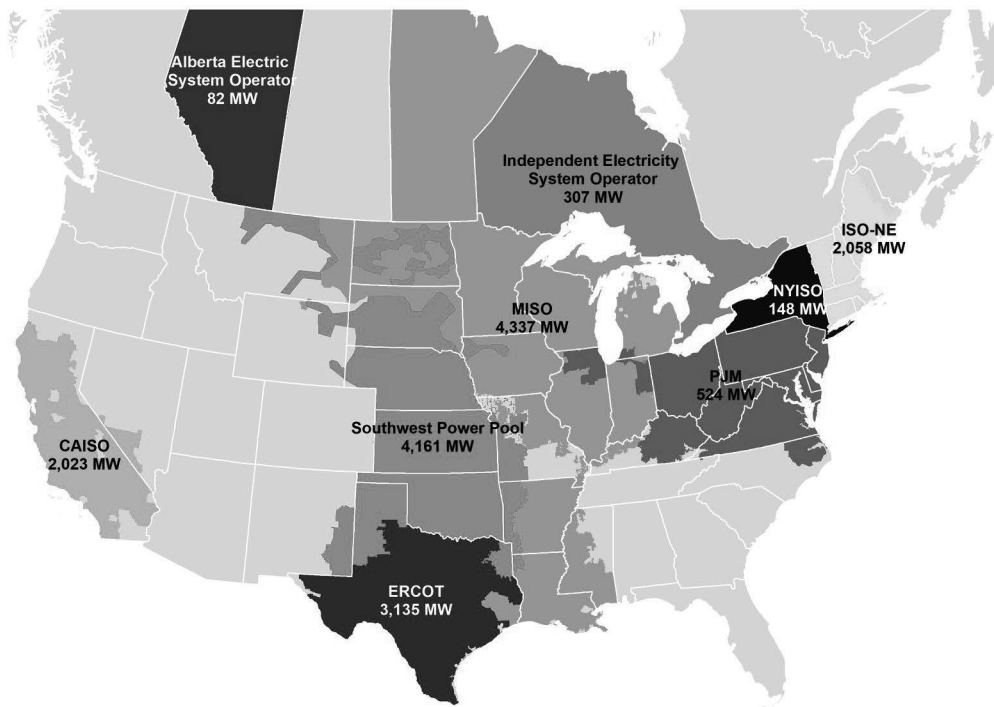 Alberta Electric
System Operator
82 MW
Independent Electricity
System Operator
307 MW
ISO-NE
2,058 MW
NYISO
148 MW
MISO
4,337 MW
PJM
524 MW
Southwest Power Pool
4,161 MW
CAISO
2,023 MW
ERCOT
3,135 MW